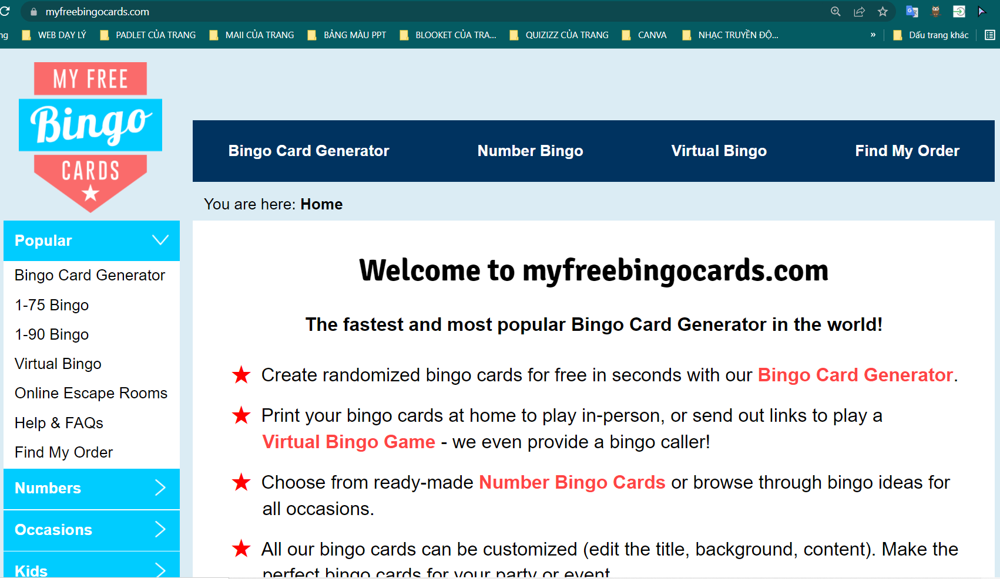 myfreebingocards.com
ng
WEB DẠY LÝ
PADLET CỦA TRANG
MAII CỦA TRANG
BẢNG MÀU PPT
BLOOKET CỦA TRA...
QUIZIZZ CỦA TRANG
CANVA
NHẠC TRUYỀN ĐỘ...
»
Dấu trang khác
MY FREE
Bingo
CARDS
Bingo Card Generator
Number Bingo
Virtual Bingo
Find My Order
You are here: Home
Popular
Bingo Card Generator
1-75 Bingo
1-90 Bingo
Virtual Bingo
Online Escape Rooms
Help & FAQs
Find My Order
Numbers
Occasions
Kids
Welcome to myfreebingocards.com
The fastest and most popular Bingo Card Generator in the world!
Create randomized bingo cards for free in seconds with our Bingo Card Generator.
Print your bingo cards at home to play in-person, or send out links to play a
Virtual Bingo Game - we even provide a bingo caller!
Choose from ready-made Number Bingo Cards or browse through bingo ideas for
all occasions.
All our bingo cards can be customized (edit the title, background, content). Make the
perfect bingo cards for your party or event